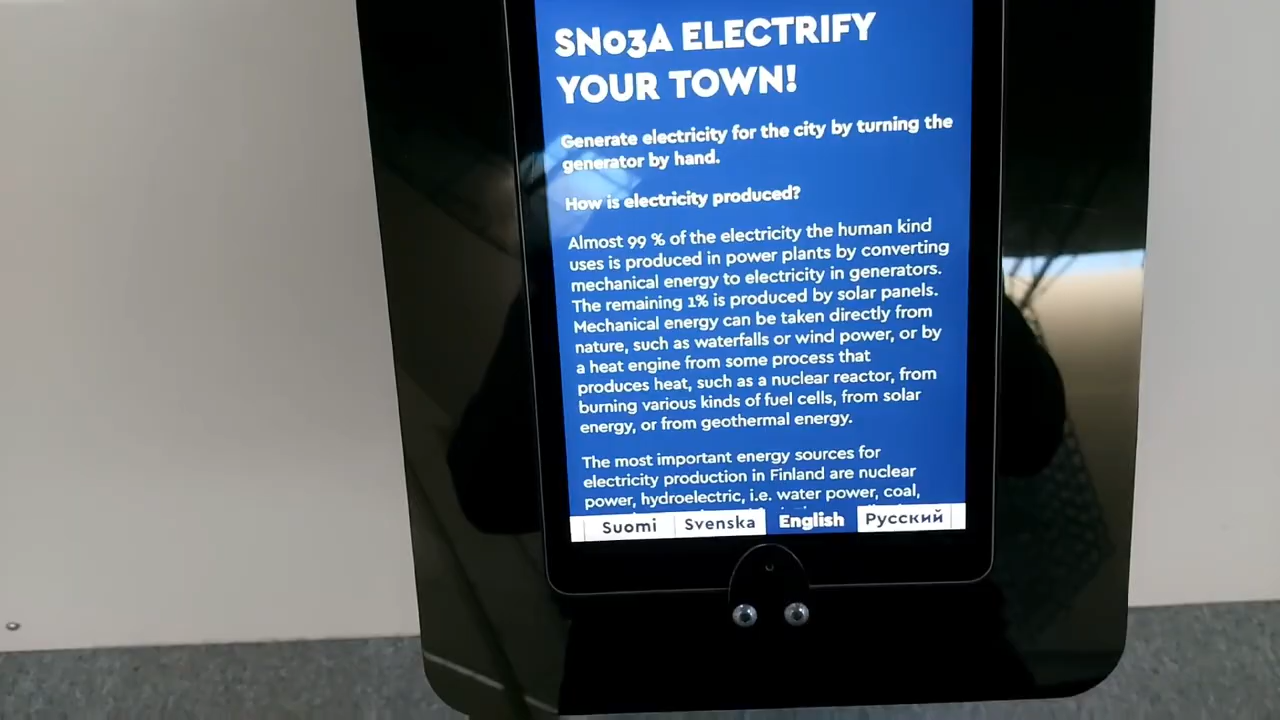 SN03A ELECTRIFY
YOUR TOWN!
Generate electricity for the city by turning the
generator by hand.
How is electricity produced?
Almost 99 % of the electricity the human kind
uses is produced in power plants by converting
mechanical energy to electricity in generators.
The remaining 1% is produced by solar panels.
Mechanical energy can be taken directly from
nature, such as waterfalls or wind power, or by
a heat engine from some process that
produces heat, such as a nuclear reactor, from
burning various kinds of fuel cells, from solar
energy, or from geothermal energy.
The most important energy sources for
electricity production in Finland are nuclear
power, hydroelectric, i.e. water power, coal,
Suomi Svenska English Русский